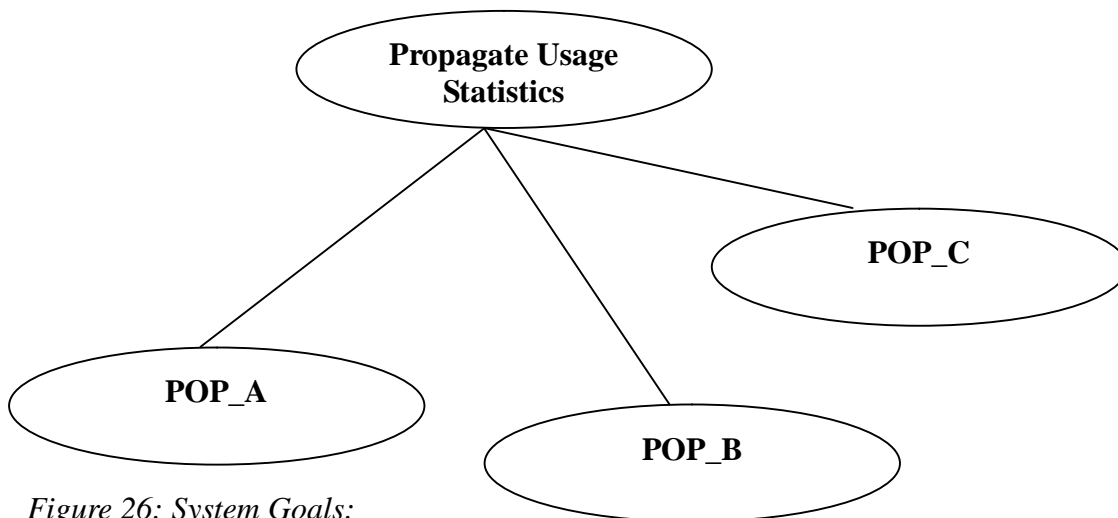 Propagate Usage
Statistics
POP_C
POP_A
POP_B
Figure 26: System Goals: